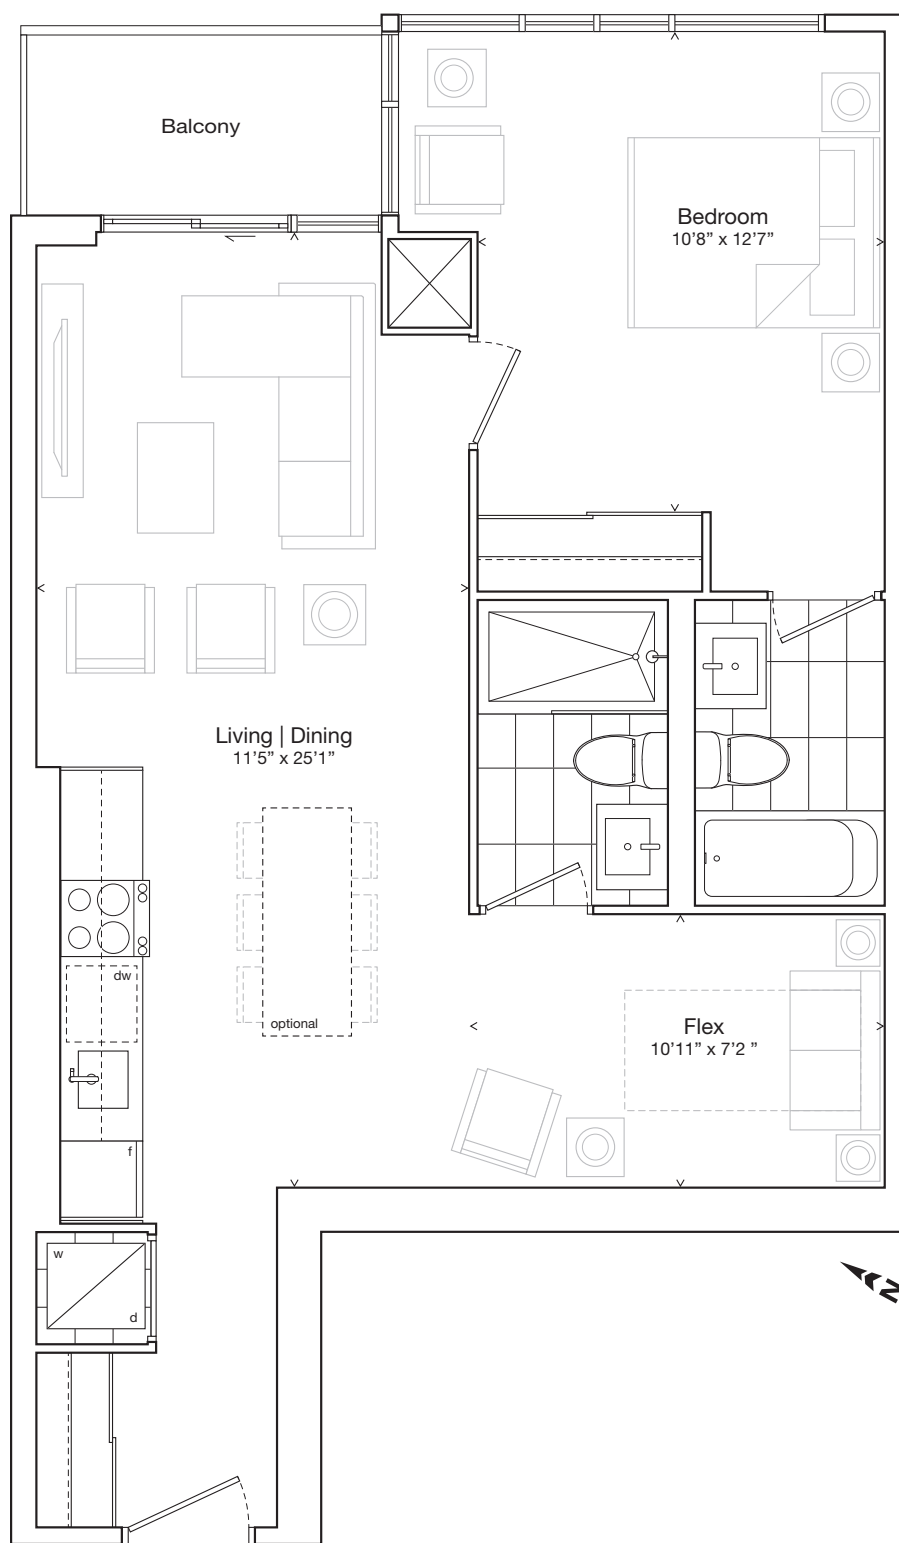 Balcony
Bedroom
10’8” x 12’7”
Living | Dining
11’5” x 25’1”
dw
optional
Flex
10’11” x 7’2 ”
f
w
d
N